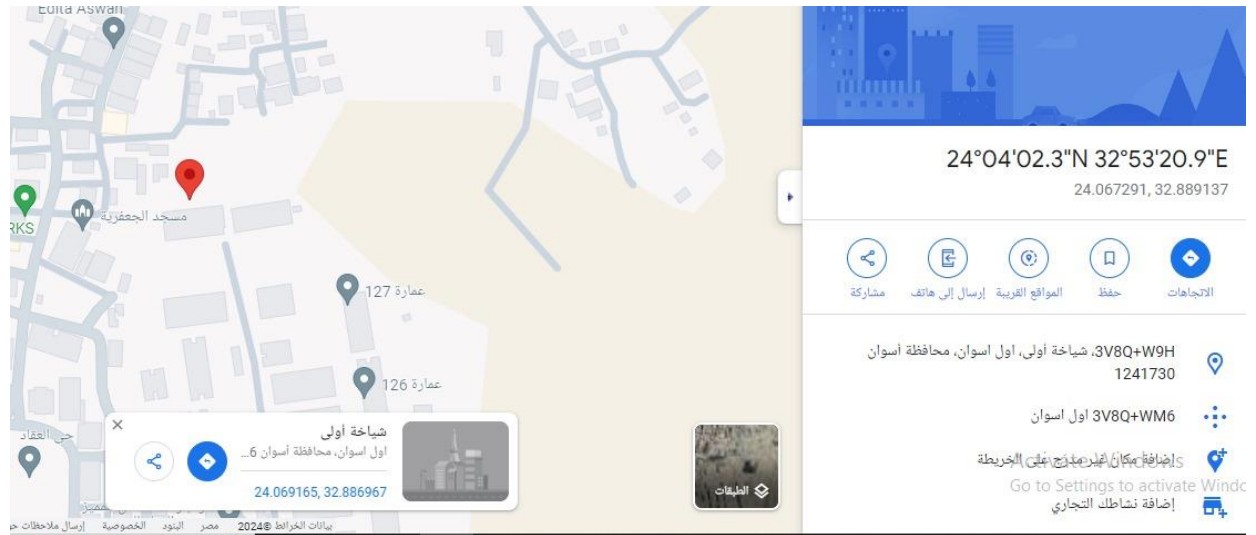 Edita Aswan
مسجد الجعفرية
RKS
عمارة 127
عمارة 126
حي العقاد
شياخة أولى
اول اسوان، محافظة أسوان 6...
24.069165, 32.886967
الطبقات
بيانات الخرائط ©2024
مصر
البنود
الخصوصية
إرسال ملاحظات
24°04'02.3"N 32°53'20.9"E
24.067291, 32.889137
الاتجاهات
حفظ
المواقع القريبة
إرسال إلى هاتف
مشاركة
3V8Q+W9H، شياخة أولى، اول اسوان، محافظة أسوان
1241730
3V8Q+WM6 اول اسوان
إضافة مكان غير مدرج على الخريطة
Activate Windows
Go to Settings to activate Windo
إضافة نشاطك التجاري